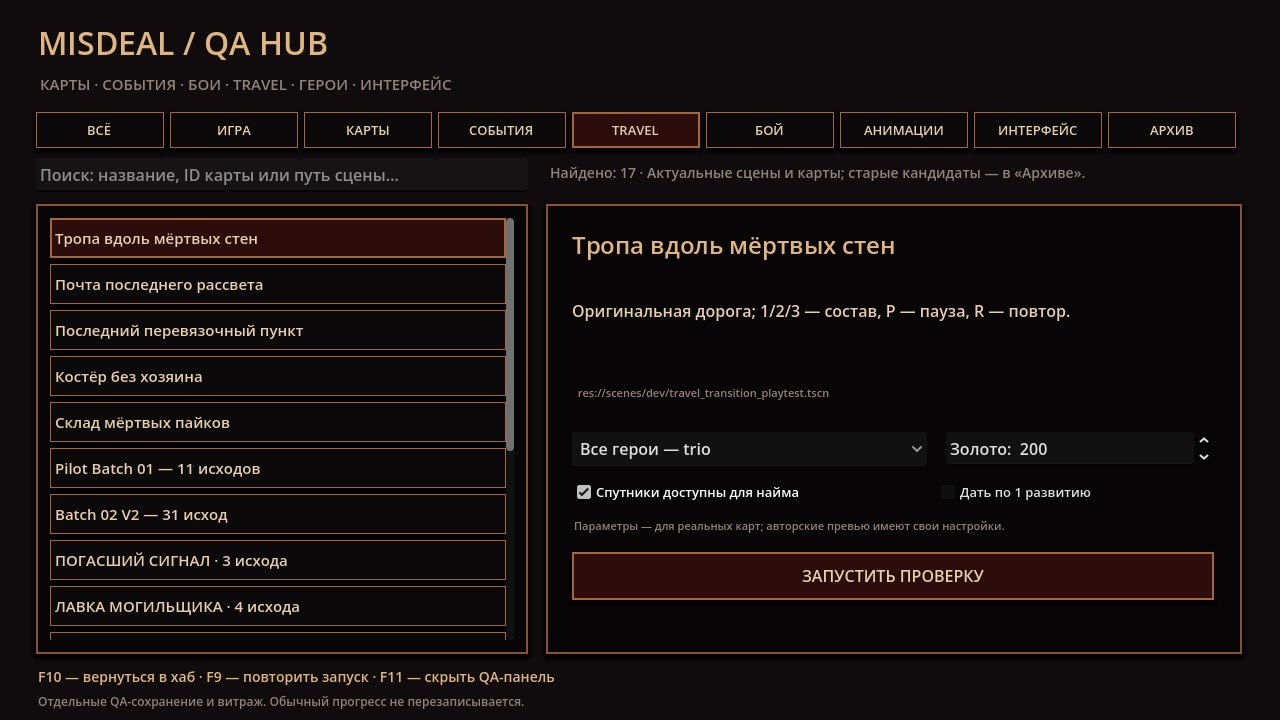 MISDEAL / QA HUB
КАРТЫ · СОБЫТИЯ · БОИ · TRAVEL · ГЕРОИ · ИНТЕРФЕЙС
ВСЁ
ИГРА
КАРТЫ
СОБЫТИЯ
TRAVEL
БОЙ
АНИМАЦИИ
ИНТЕРФЕЙС
АРХИВ
Поиск: название, ID карты или путь сцены...
Найдено: 17 · Актуальные сцены и карты; старые кандидаты — в «Архиве».
Тропа вдоль мёртвых стен
Почта последнего рассвета
Последний перевязочный пункт
Костёр без хозяина
Склад мёртвых пайков
Pilot Batch 01 — 11 исходов
Batch 02 V2 — 31 исход
ПОГАСШИЙ СИГНАЛ · 3 исхода
ЛАВКА МОГИЛЬЩИКА · 4 исхода
Тропа вдоль мёртвых стен
Оригинальная дорога; 1/2/3 — состав, P — пауза, R — повтор.
res://scenes/dev/travel_transition_playtest.tscn
Все герои — trio
Золото: 200
Спутники доступны для найма
Дать по 1 развитию
Параметры — для реальных карт; авторские превью имеют свои настройки.
ЗАПУСТИТЬ ПРОВЕРКУ
F10 — вернуться в хаб · F9 — повторить запуск · F11 — скрыть QA-панель
Отдельные QA-сохранение и витраж. Обычный прогресс не перезаписывается.